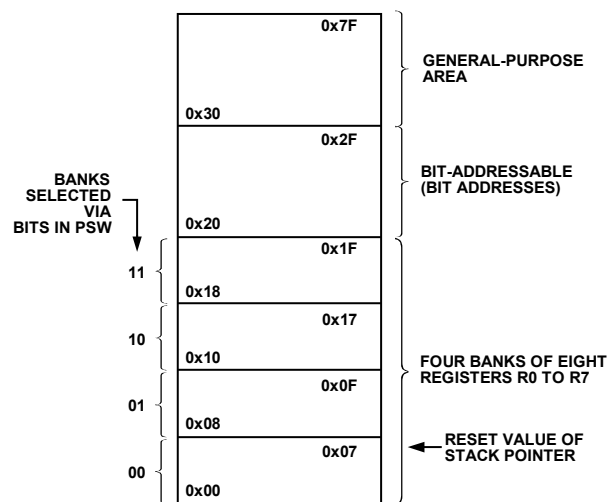 0x7F
GENERAL-PURPOSE
AREA
0x30
0x2F
BIT-ADDRESSABLE
(BIT ADDRESSES)
BANKS
SELECTED
VIA
BITS IN PSW
0x20
0x1F
11
0x18
0x17
10
0x10
FOUR BANKS OF EIGHT
REGISTERS R0 TO R7
0x0F
01
0x08
0x07
RESET VALUE OF
STACK POINTER
00
0x00